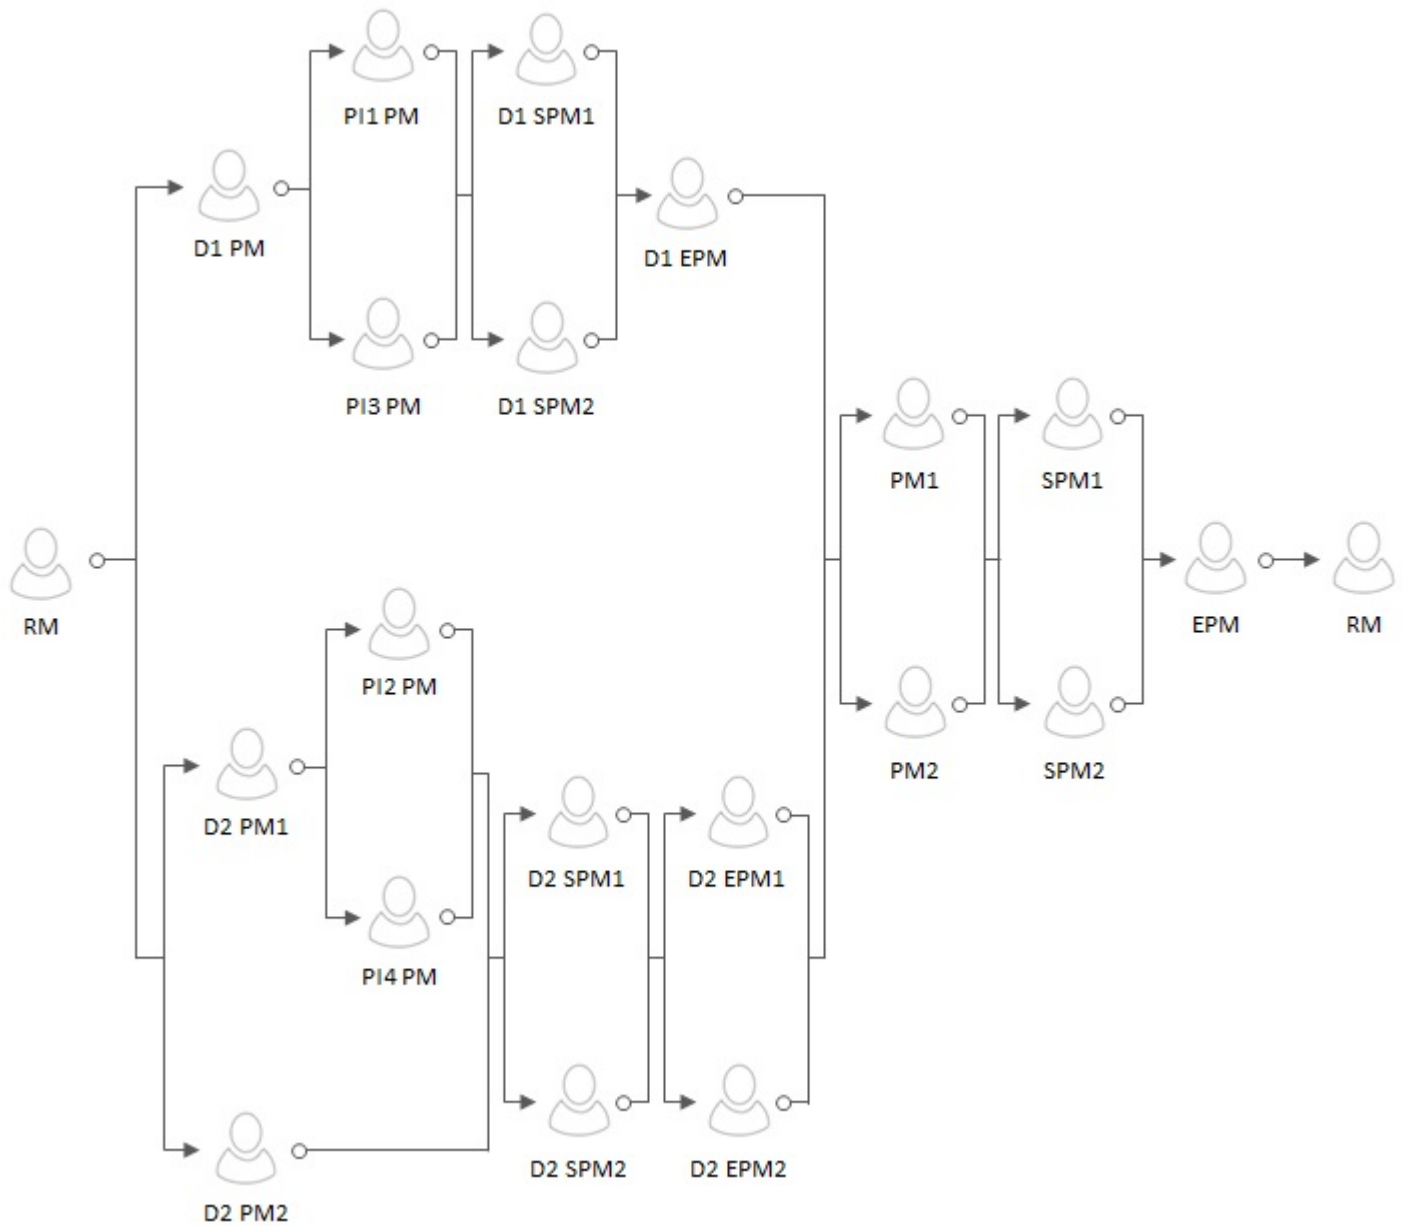 PI1 PM
D1 SPM1
D1 PM
D1 EPM
PI3 PM
D1 SPM2
PM1
SPM1
RM
EPM
RM
PI2 PM
PM2
SPM2
D2 PM1
D2 SPM1
D2 EPM1
PI4 PM
D2 SPM2
D2 EPM2
D2 PM2